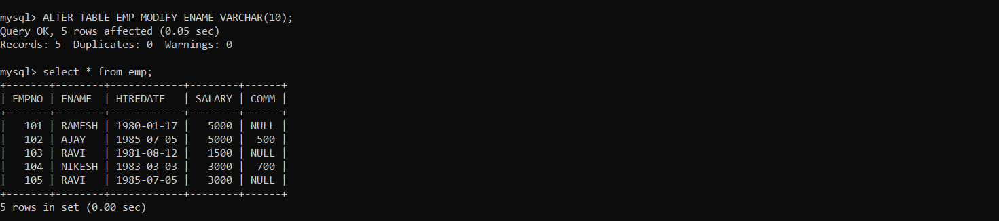 mysql> ALTER TABLE EMP MODIFY ENAME VARCHAR(10);
Query OK, 5 rows affected (0.05 sec)
Records: 5  Duplicates: 0  Warnings: 0

mysql> select * from emp;
+-------+--------+------------+--------+------+
| EMPNO | ENAME  | HIREDATE   | SALARY | COMM |
+-------+--------+------------+--------+------+
|   101 | RAMESH | 1980-01-17 |   5000 | NULL |
|   102 | AJAY   | 1985-07-05 |   5000 |  500 |
|   103 | RAVI   | 1981-08-12 |   1500 | NULL |
|   104 | NIKESH | 1983-03-03 |   3000 |  700 |
|   105 | RAVI   | 1985-07-05 |   3000 | NULL |
+-------+--------+------------+--------+------+
5 rows in set (0.00 sec)